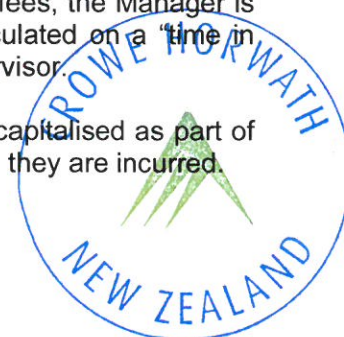 fees, the Manager is
culated on a "time in
rvisor.
capitalised as part of
they are incurred.
CROWE HORWATH
NEW ZEALAND